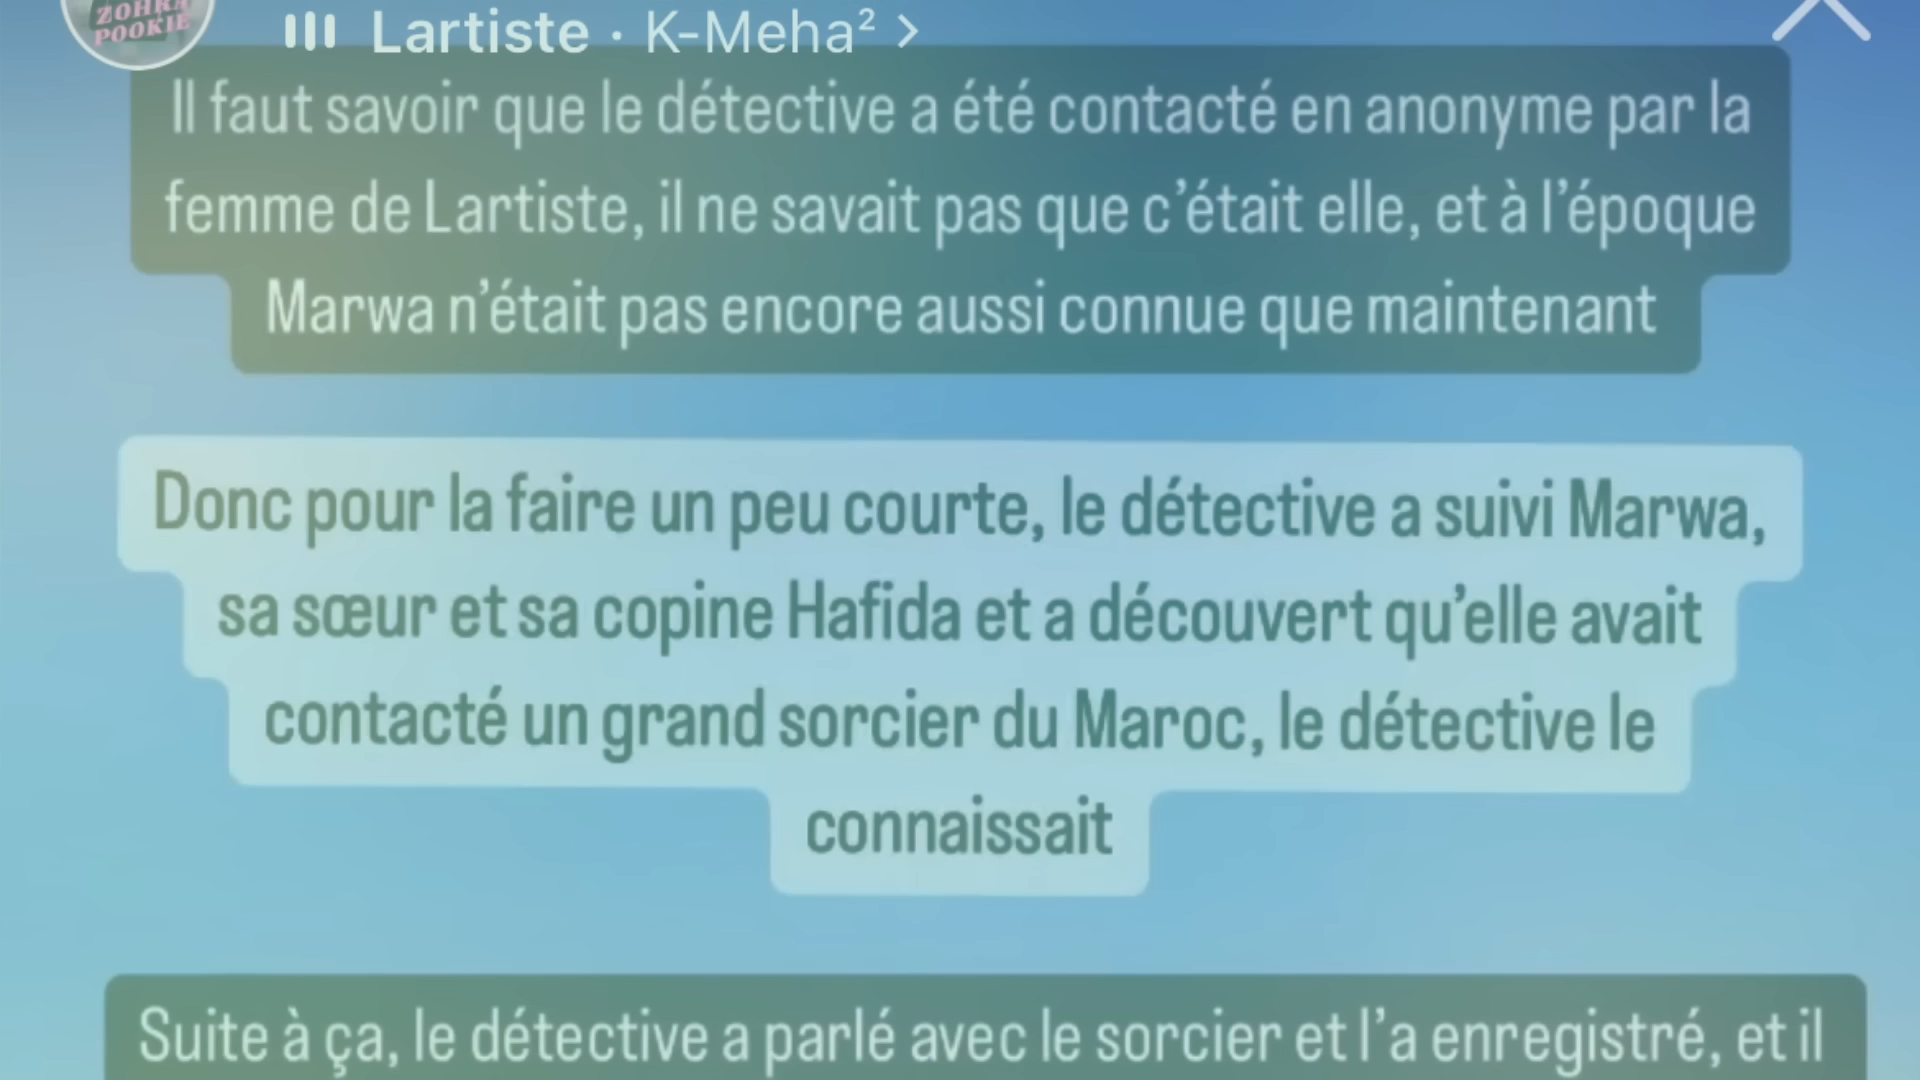 ZOHRA
POOKIE
Lartiste · K-Meha²
Il faut savoir que le détective a été contacté en anonyme par la
femme de Lartiste, il ne savait pas que c’était elle, et à l’époque
Marwa n’était pas encore aussi connue que maintenant
Donc pour la faire un peu courte, le détective a suivi Marwa,
sa sœur et sa copine Hafida et a découvert qu’elle avait
contacté un grand sorcier du Maroc, le détective le
connaissait
Suite à ça, le détective a parlé avec le sorcier et l’a enregistré, et il